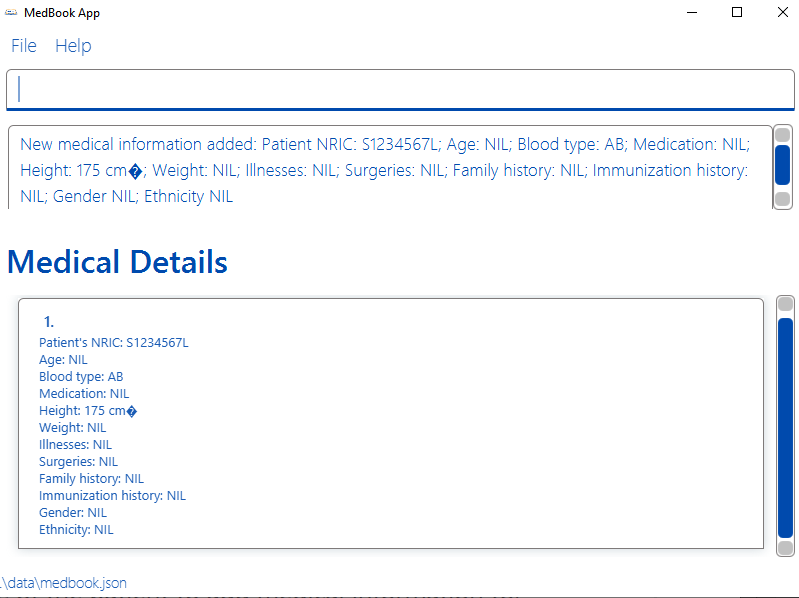 MedBook App
File Help
New medical information added: Patient NRIC: S1234567L; Age: NIL; Blood type: AB; Medication: NIL;
Height: 175 cm�; Weight: NIL; Illnesses: NIL; Surgeries: NIL; Family history: NIL; Immunization history:
NIL; Gender NIL; Ethnicity NIL
Medical Details
1.
Patient's NRIC: S1234567L
Age: NIL
Blood type: AB
Medication: NIL
Height: 175 cm�
Weight: NIL
Illnesses: NIL
Surgeries: NIL
Family history: NIL
Immunization history: NIL
Gender: NIL
Ethnicity: NIL
.\data\medbook.json